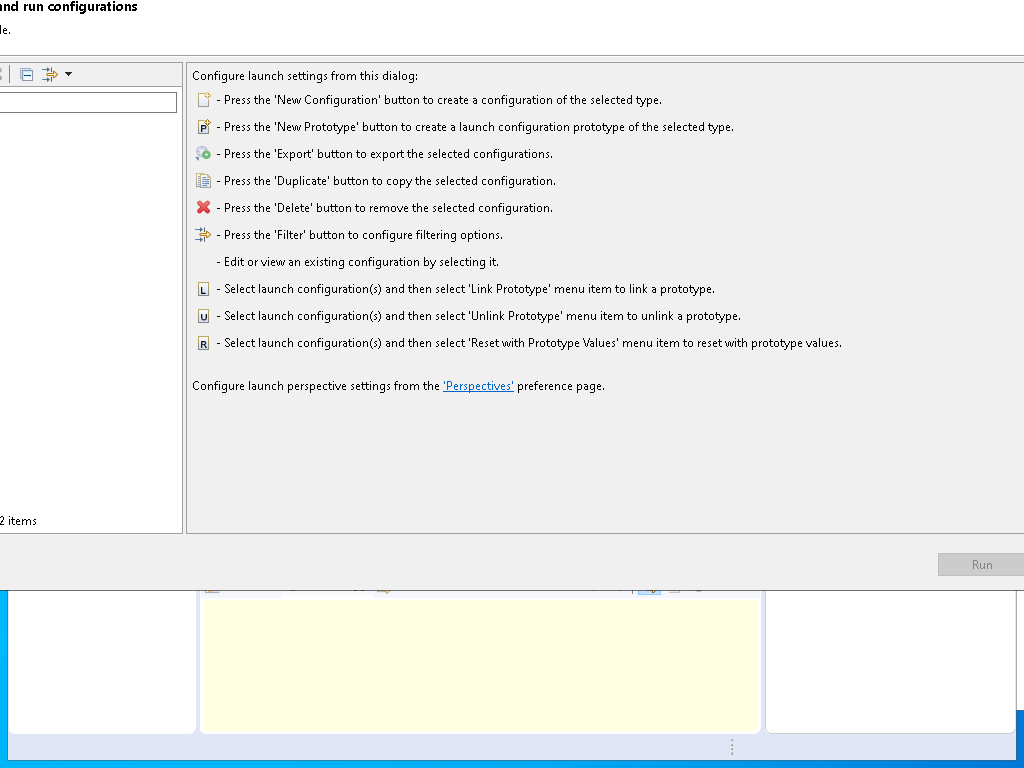 and run configurations
le.
Configure launch settings from this dialog:
- Press the 'New Configuration' button to create a configuration of the selected type.
P - Press the 'New Prototype' button to create a launch configuration prototype of the selected type.
- Press the 'Export' button to export the selected configurations.
- Press the 'Duplicate' button to copy the selected configuration.
- Press the 'Delete' button to remove the selected configuration.
- Press the 'Filter' button to configure filtering options.
- Edit or view an existing configuration by selecting it.
L - Select launch configuration(s) and then select 'Link Prototype' menu item to link a prototype.
U - Select launch configuration(s) and then select 'Unlink Prototype' menu item to unlink a prototype.
R - Select launch configuration(s) and then select 'Reset with Prototype Values' menu item to reset with prototype values.
Configure launch perspective settings from the 'Perspectives' preference page.
2 items
Run